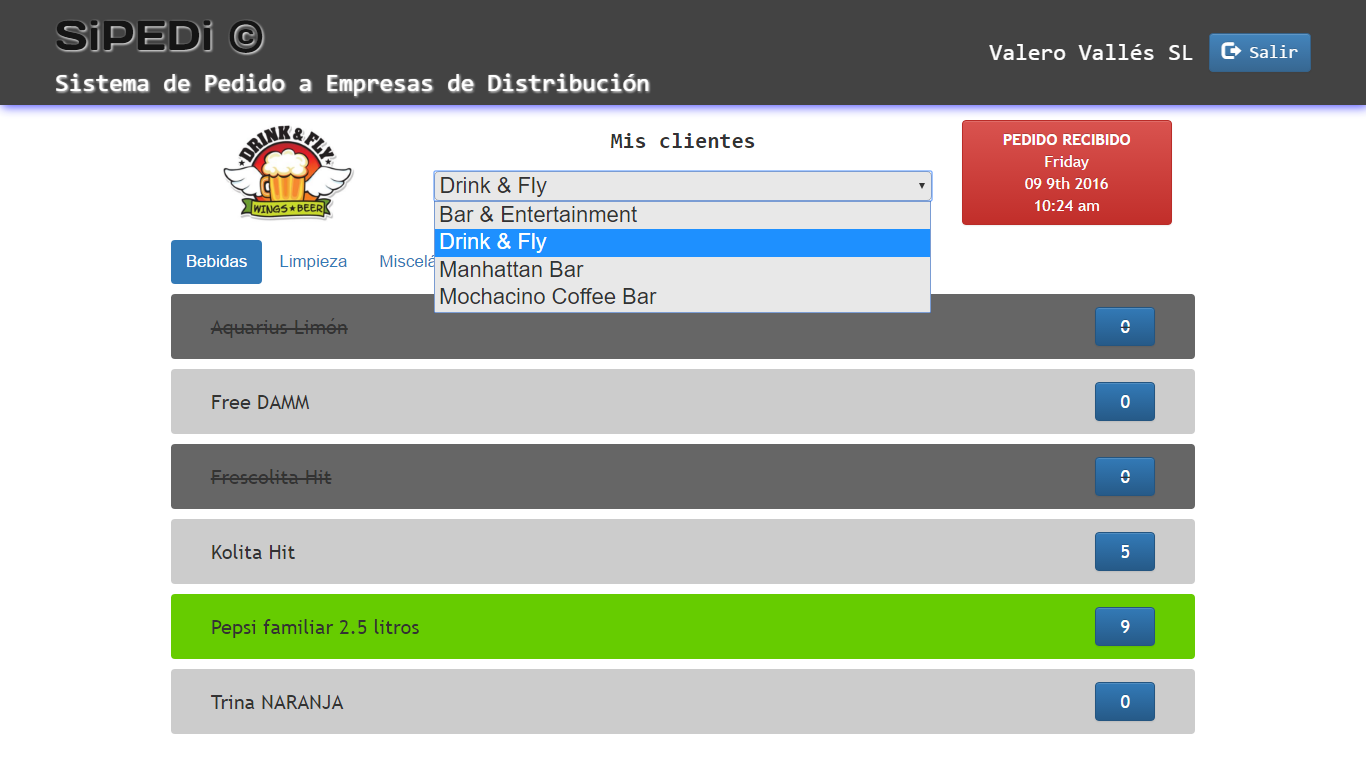 SiPEDi ©
Sistema de Pedido a Empresas de Distribución
Valero Vallés SL
Salir
DRINK & FLY
WINGS ★ BEER
Mis clientes
Drink & Fly
Bar & Entertainment
Drink & Fly
Manhattan Bar
Mochacino Coffee Bar
PEDIDO RECIBIDO
Friday
09 9th 2016
10:24 am
Bebidas Limpieza Miscelá
Aquarius Limón 0
Free DAMM 0
Frescolita Hit 0
Kolita Hit 5
Pepsi familiar 2.5 litros 9
Trina NARANJA 0